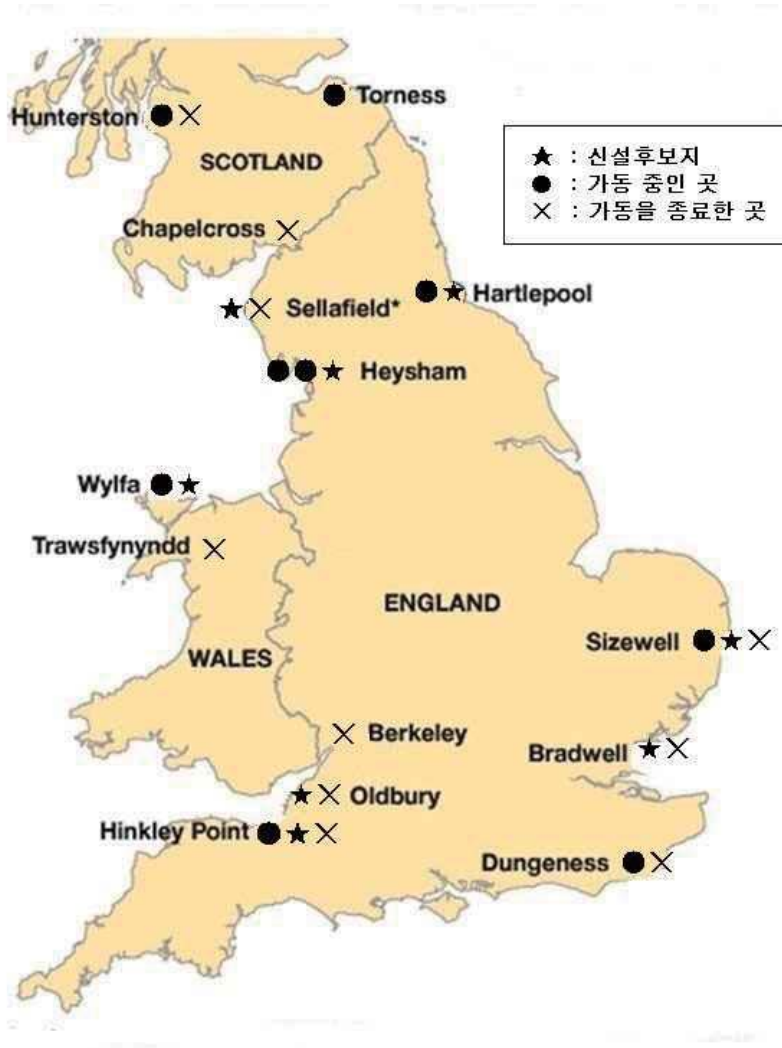 Torness
Hunterston
SCOTLAND
★ : 신설후보지
● : 가동 중인 곳
× : 가동을 종료한 곳
Chapelcross
Hartlepool
Sellafield*
Heysham
Wylfa
Trawsfynyndd
ENGLAND
Sizewell
WALES
Berkeley
Bradwell
Oldbury
Hinkley Point
Dungeness